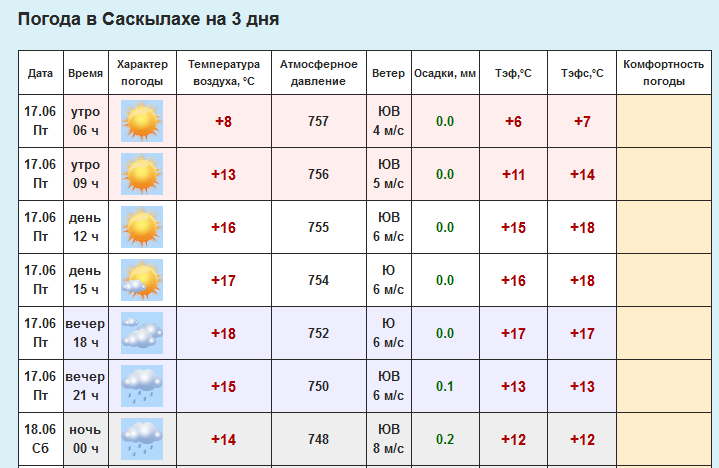 Погода в Саскылахе на 3 дня
Дата Время Характер погоды Температура воздуха, °C Атмосферное давление Ветер Осадки, мм Тэф,°C Тэфс,°C Комфортность погоды
17.06 Пт утро 06 ч +8 757 ЮВ 4 м/с 0.0 +6 +7
17.06 Пт утро 09 ч +13 756 ЮВ 5 м/с 0.0 +11 +14
17.06 Пт день 12 ч +16 755 ЮВ 6 м/с 0.0 +15 +18
17.06 Пт день 15 ч +17 754 Ю 6 м/с 0.0 +16 +18
17.06 Пт вечер 18 ч +18 752 Ю 6 м/с 0.0 +17 +17
17.06 Пт вечер 21 ч +15 750 ЮВ 6 м/с 0.1 +13 +13
18.06 Сб ночь 00 ч +14 748 ЮВ 8 м/с 0.2 +12 +12